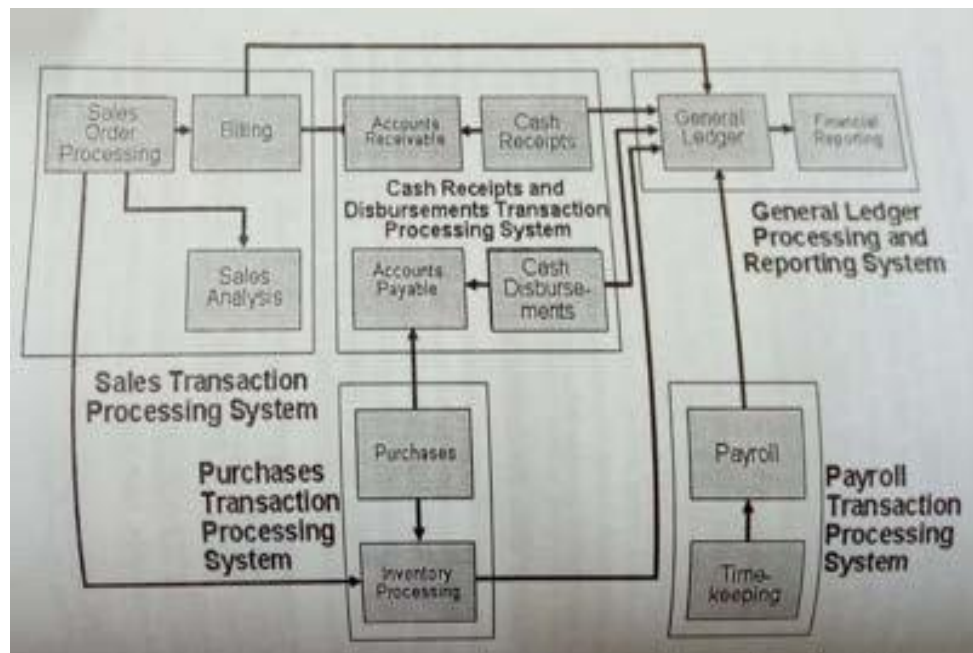 Sales
Order
Processing
Billing
Accounts
Receivable
Cash
Receipts
General
Ledger
Financial
Reporting
Cash Receipts and
Disbursements Transaction
Processing System
General Ledger
Processing and
Reporting System
Sales
Analysis
Accounts
Payable
Cash
Disburse-
ments
Sales Transaction
Processing System
Purchases
Transaction
Processing
System
Purchases
Inventory
Processing
Payroll
Time-
keeping
Payroll
Transaction
Processing
System